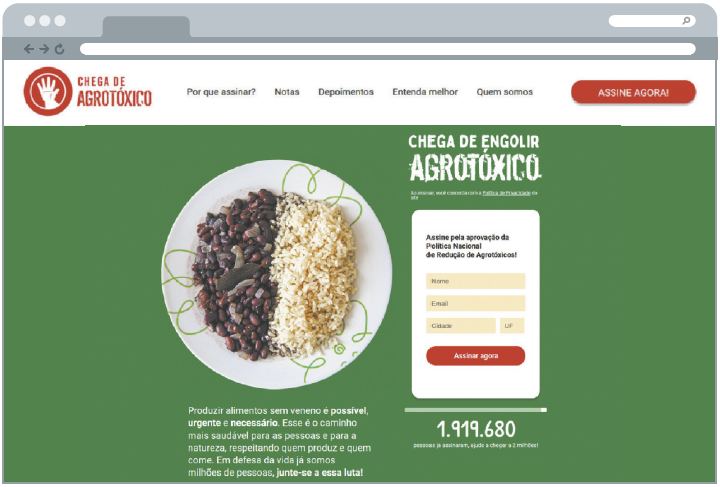 CHEGA DE
AGROTÓXICO
Por que assinar?
Notas
Depoimentos
Entenda melhor
Quem somos
ASSINE AGORA!
CHEGA DE ENGOLIR
AGROTÓXICO
Ao assinar, você concorda com a Política de Privacidade do
site
Assine pela aprovação da
Política Nacional
de Redução de Agrotóxicos!
Nome
Email
Cidade
UF
Assinar agora
1.919.680
pessoas já assinaram, ajude a chegar a 2 milhões!
Produzir alimentos sem veneno é possível,
urgente e necessário. Esse é o caminho
mais saudável para as pessoas e para a
natureza, respeitando quem produz e quem
come. Em defesa da vida já somos
milhões de pessoas, junte-se a essa luta!